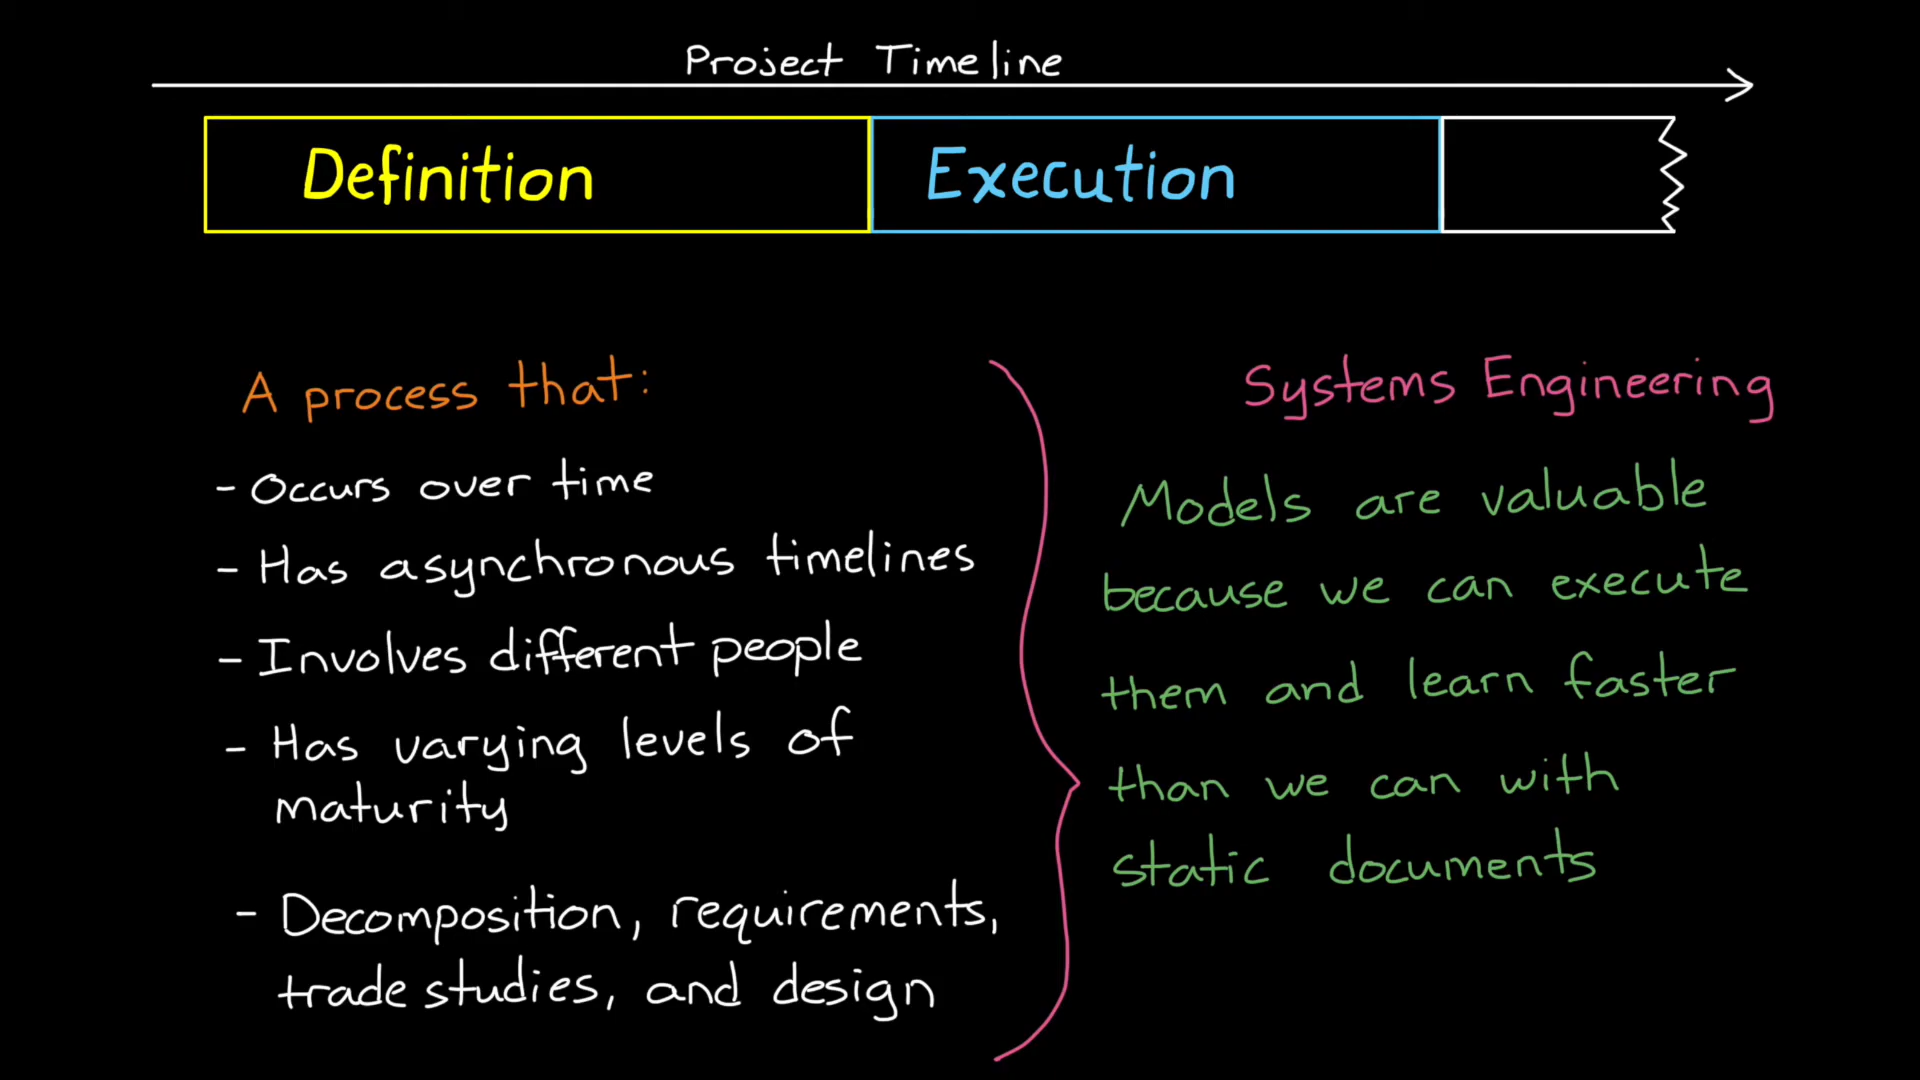 Project Timeline
Definition
Execution
A process that:
- Occurs over time
- Has asynchronous timelines
- Involves different people
- Has varying levels of
maturity
- Decomposition, requirements,
trade studies, and design
Systems Engineering
Models are valuable
because we can execute
them and learn faster
than we can with
static documents